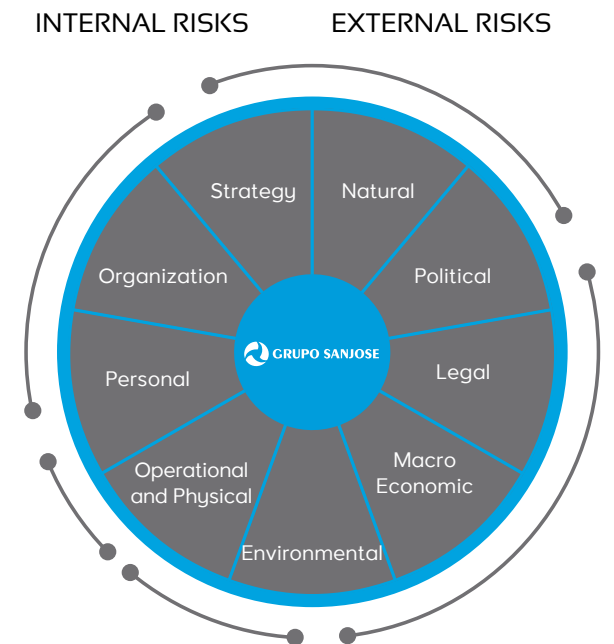 INTERNAL RISKS
EXTERNAL RISKS
Strategy
Natural
Organization
Political
GRUPO SANJOSE
Personal
Legal
Operational
and Physical
Macro
Economic
Environmental